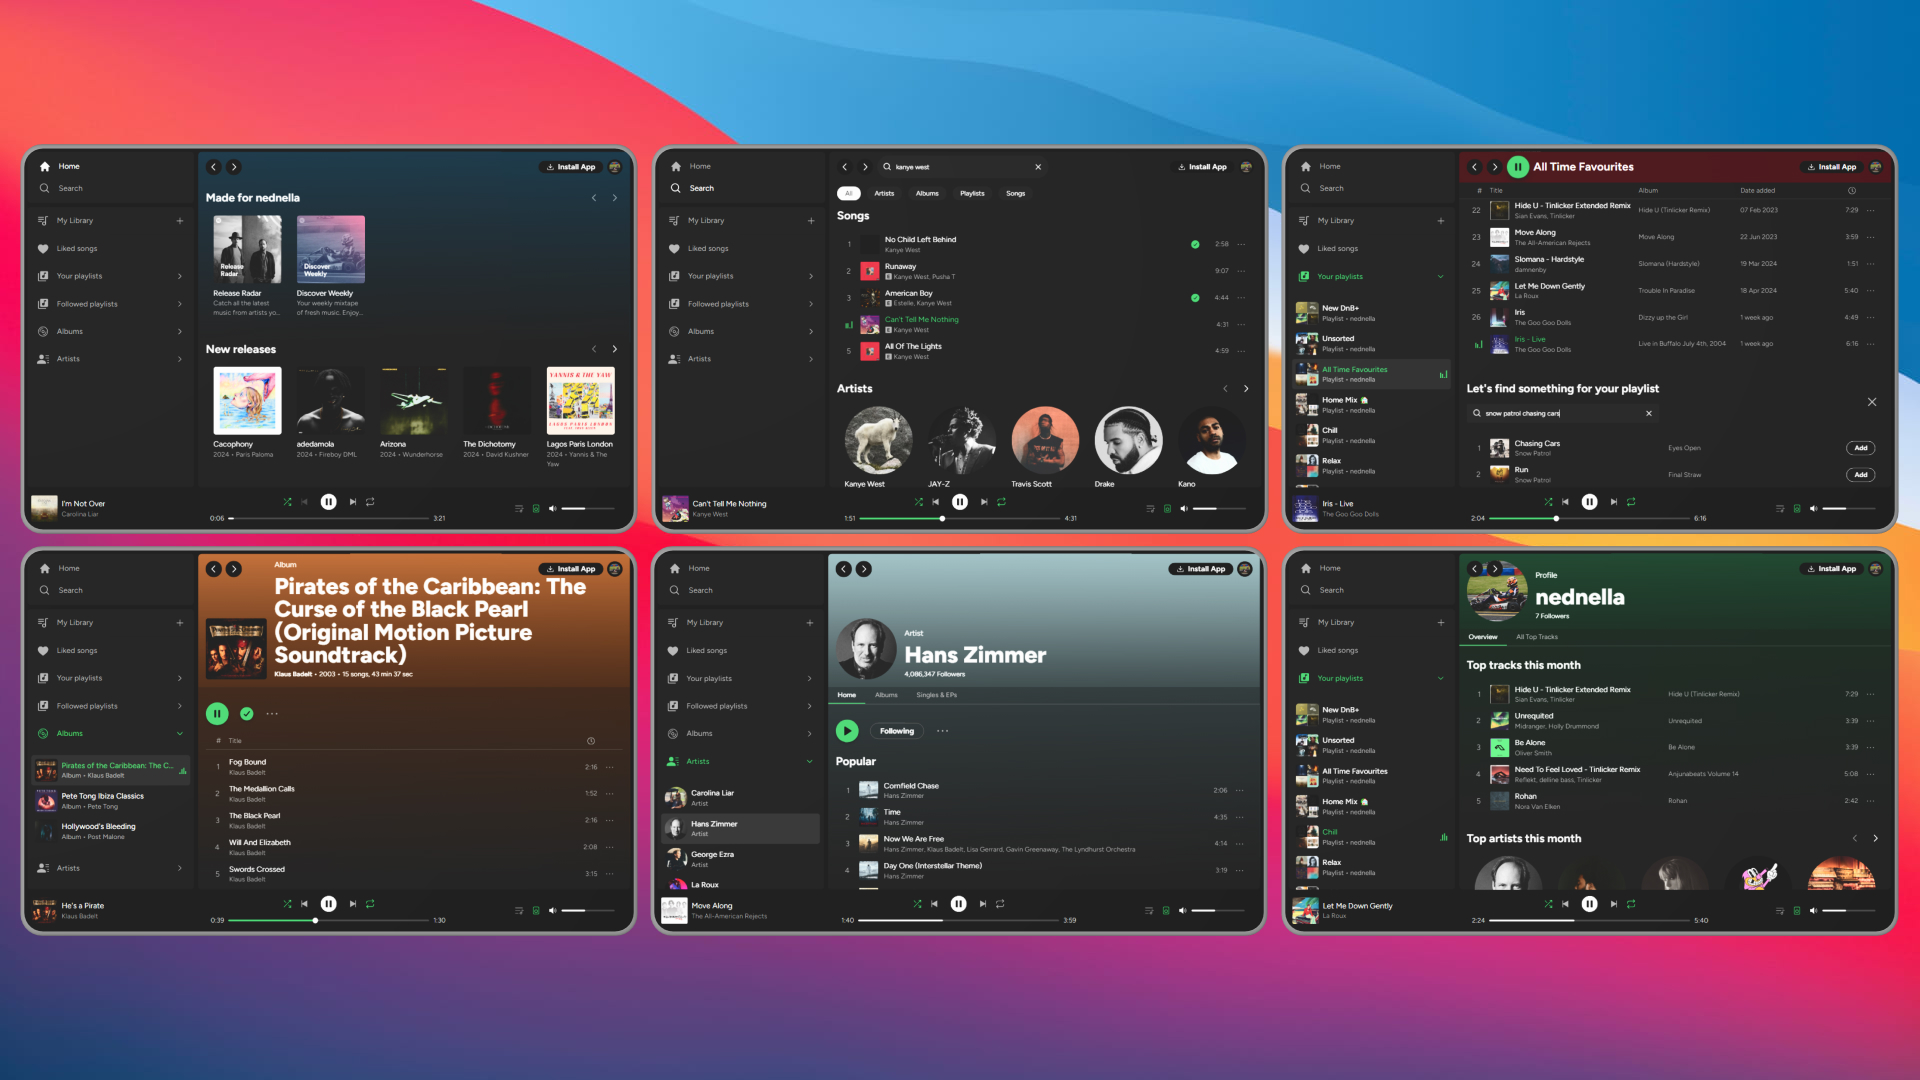 Home
Search
My Library
Liked songs
Your playlists
Followed playlists
Albums
Artists
Install App
Made for nednella
Release Radar
Discover Weekly
Release Radar
Catch all the latest music from artists yo...
Discover Weekly
Your weekly mixtape of fresh music. Enjoy...
New releases
YANNIS & THE YAW
LAGOS PARIS LONDON
Cacophony
2024 • Paris Paloma
adedamola
2024 • Fireboy DML
Arizona
2024 • Wunderhorse
The Dichotomy
2024 • David Kushner
Lagos Paris London
2024 • Yannis & The Yaw
I'm Not Over
Carolina Liar
0:06
3:21
Home
Search
My Library
Liked songs
Your playlists
Followed playlists
Albums
Artists
kanye west
Install App
All
Artists
Albums
Playlists
Songs
Songs
1 No Child Left Behind 2:58
Kanye West
2 Runaway 9:07
E Kanye West, Pusha T
3 American Boy 4:44
E Estelle, Kanye West
Can't Tell Me Nothing 4:31
E Kanye West
5 All Of The Lights 4:59
E Kanye West
Artists
Kanye West
JAY-Z
Travis Scott
Drake
Kano
Can't Tell Me Nothing
Kanye West
1:51
4:31
Home
Search
My Library
Liked songs
Your playlists
New DnB+
Playlist • nednella
Unsorted
Playlist • nednella
All Time Favourites
Playlist • nednella
Home Mix
Playlist • nednella
Chill
Playlist • nednella
Relax
Playlist • nednella
All Time Favourites
Install App
# Title Album Date added
22 Hide U - Tinlicker Extended Remix Hide U (Tinlicker Remix) 07 Feb 2023 7:29
Sian Evans, Tinlicker
23 Move Along Move Along 22 Jun 2023 3:59
The All-American Rejects
24 Slomana - Hardstyle Slomana (Hardstyle) 19 Mar 2024 1:51
damnenby
25 Let Me Down Gently Trouble In Paradise 18 Apr 2024 5:40
La Roux
26 Iris Dizzy up the Girl 1 week ago 4:49
The Goo Goo Dolls
Iris - Live Live in Buffalo July 4th, 2004 1 week ago 6:16
The Goo Goo Dolls
Let's find something for your playlist
snow patrol chasing cars
1 Chasing Cars Eyes Open Add
Snow Patrol
2 Run Final Straw Add
Snow Patrol
Iris - Live
The Goo Goo Dolls
2:04
6:16
Home
Search
My Library
Liked songs
Your playlists
Followed playlists
Albums
Pirates of the Caribbean: The C...
Album • Klaus Badelt
Pete Tong Ibiza Classics
Album • Pete Tong
Hollywood's Bleeding
Album • Post Malone
Artists
Install App
Album
Pirates of the Caribbean: The
Curse of the Black Pearl
(Original Motion Picture
Soundtrack)
Klaus Badelt • 2003 • 15 songs, 43 min 37 sec
# Title
1 Fog Bound 2:16
Klaus Badelt
2 The Medallion Calls 1:52
Klaus Badelt
3 The Black Pearl 2:16
Klaus Badelt
4 Will And Elizabeth 2:08
Klaus Badelt
5 Swords Crossed 3:15
Klaus Badelt
He's a Pirate
Klaus Badelt
0:39
1:30
Home
Search
My Library
Liked songs
Your playlists
Followed playlists
Albums
Artists
Carolina Liar
Artist
Hans Zimmer
Artist
George Ezra
Artist
La Roux
Install App
Artist
Hans Zimmer
4,086,347 Followers
Home
Albums
Singles & EPs
Following
Popular
1 Cornfield Chase 2:06
Hans Zimmer
2 Time 4:35
Hans Zimmer
3 Now We Are Free 4:14
Hans Zimmer, Klaus Badelt, Lisa Gerrard, Gavin Greenaway, The Lyndhurst Orchestra
4 Day One (Interstellar Theme) 3:19
Hans Zimmer
Move Along
The All-American Rejects
1:40
3:59
Home
Search
My Library
Liked songs
Your playlists
New DnB+
Playlist • nednella
Unsorted
Playlist • nednella
All Time Favourites
Playlist • nednella
Home Mix
Playlist • nednella
Chill
Playlist • nednella
Relax
Playlist • nednella
Install App
Profile
nednella
7 Followers
Overview
All Top Tracks
Top tracks this month
1 Hide U - Tinlicker Extended Remix Hide U (Tinlicker Remix) 7:29
Sian Evans, Tinlicker
2 Unrequited Unrequited 3:39
Midranger, Holly Drummond
3 Be Alone Be Alone 3:39
Oliver Smith
4 Need To Feel Loved - Tinlicker Remix Anjunabeats Volume 14 5:08
Reflekt, delline bass, Tinlicker
5 Rohan Rohan 2:42
Nora Van Elken
Top artists this month
Let Me Down Gently
La Roux
2:24
5:40